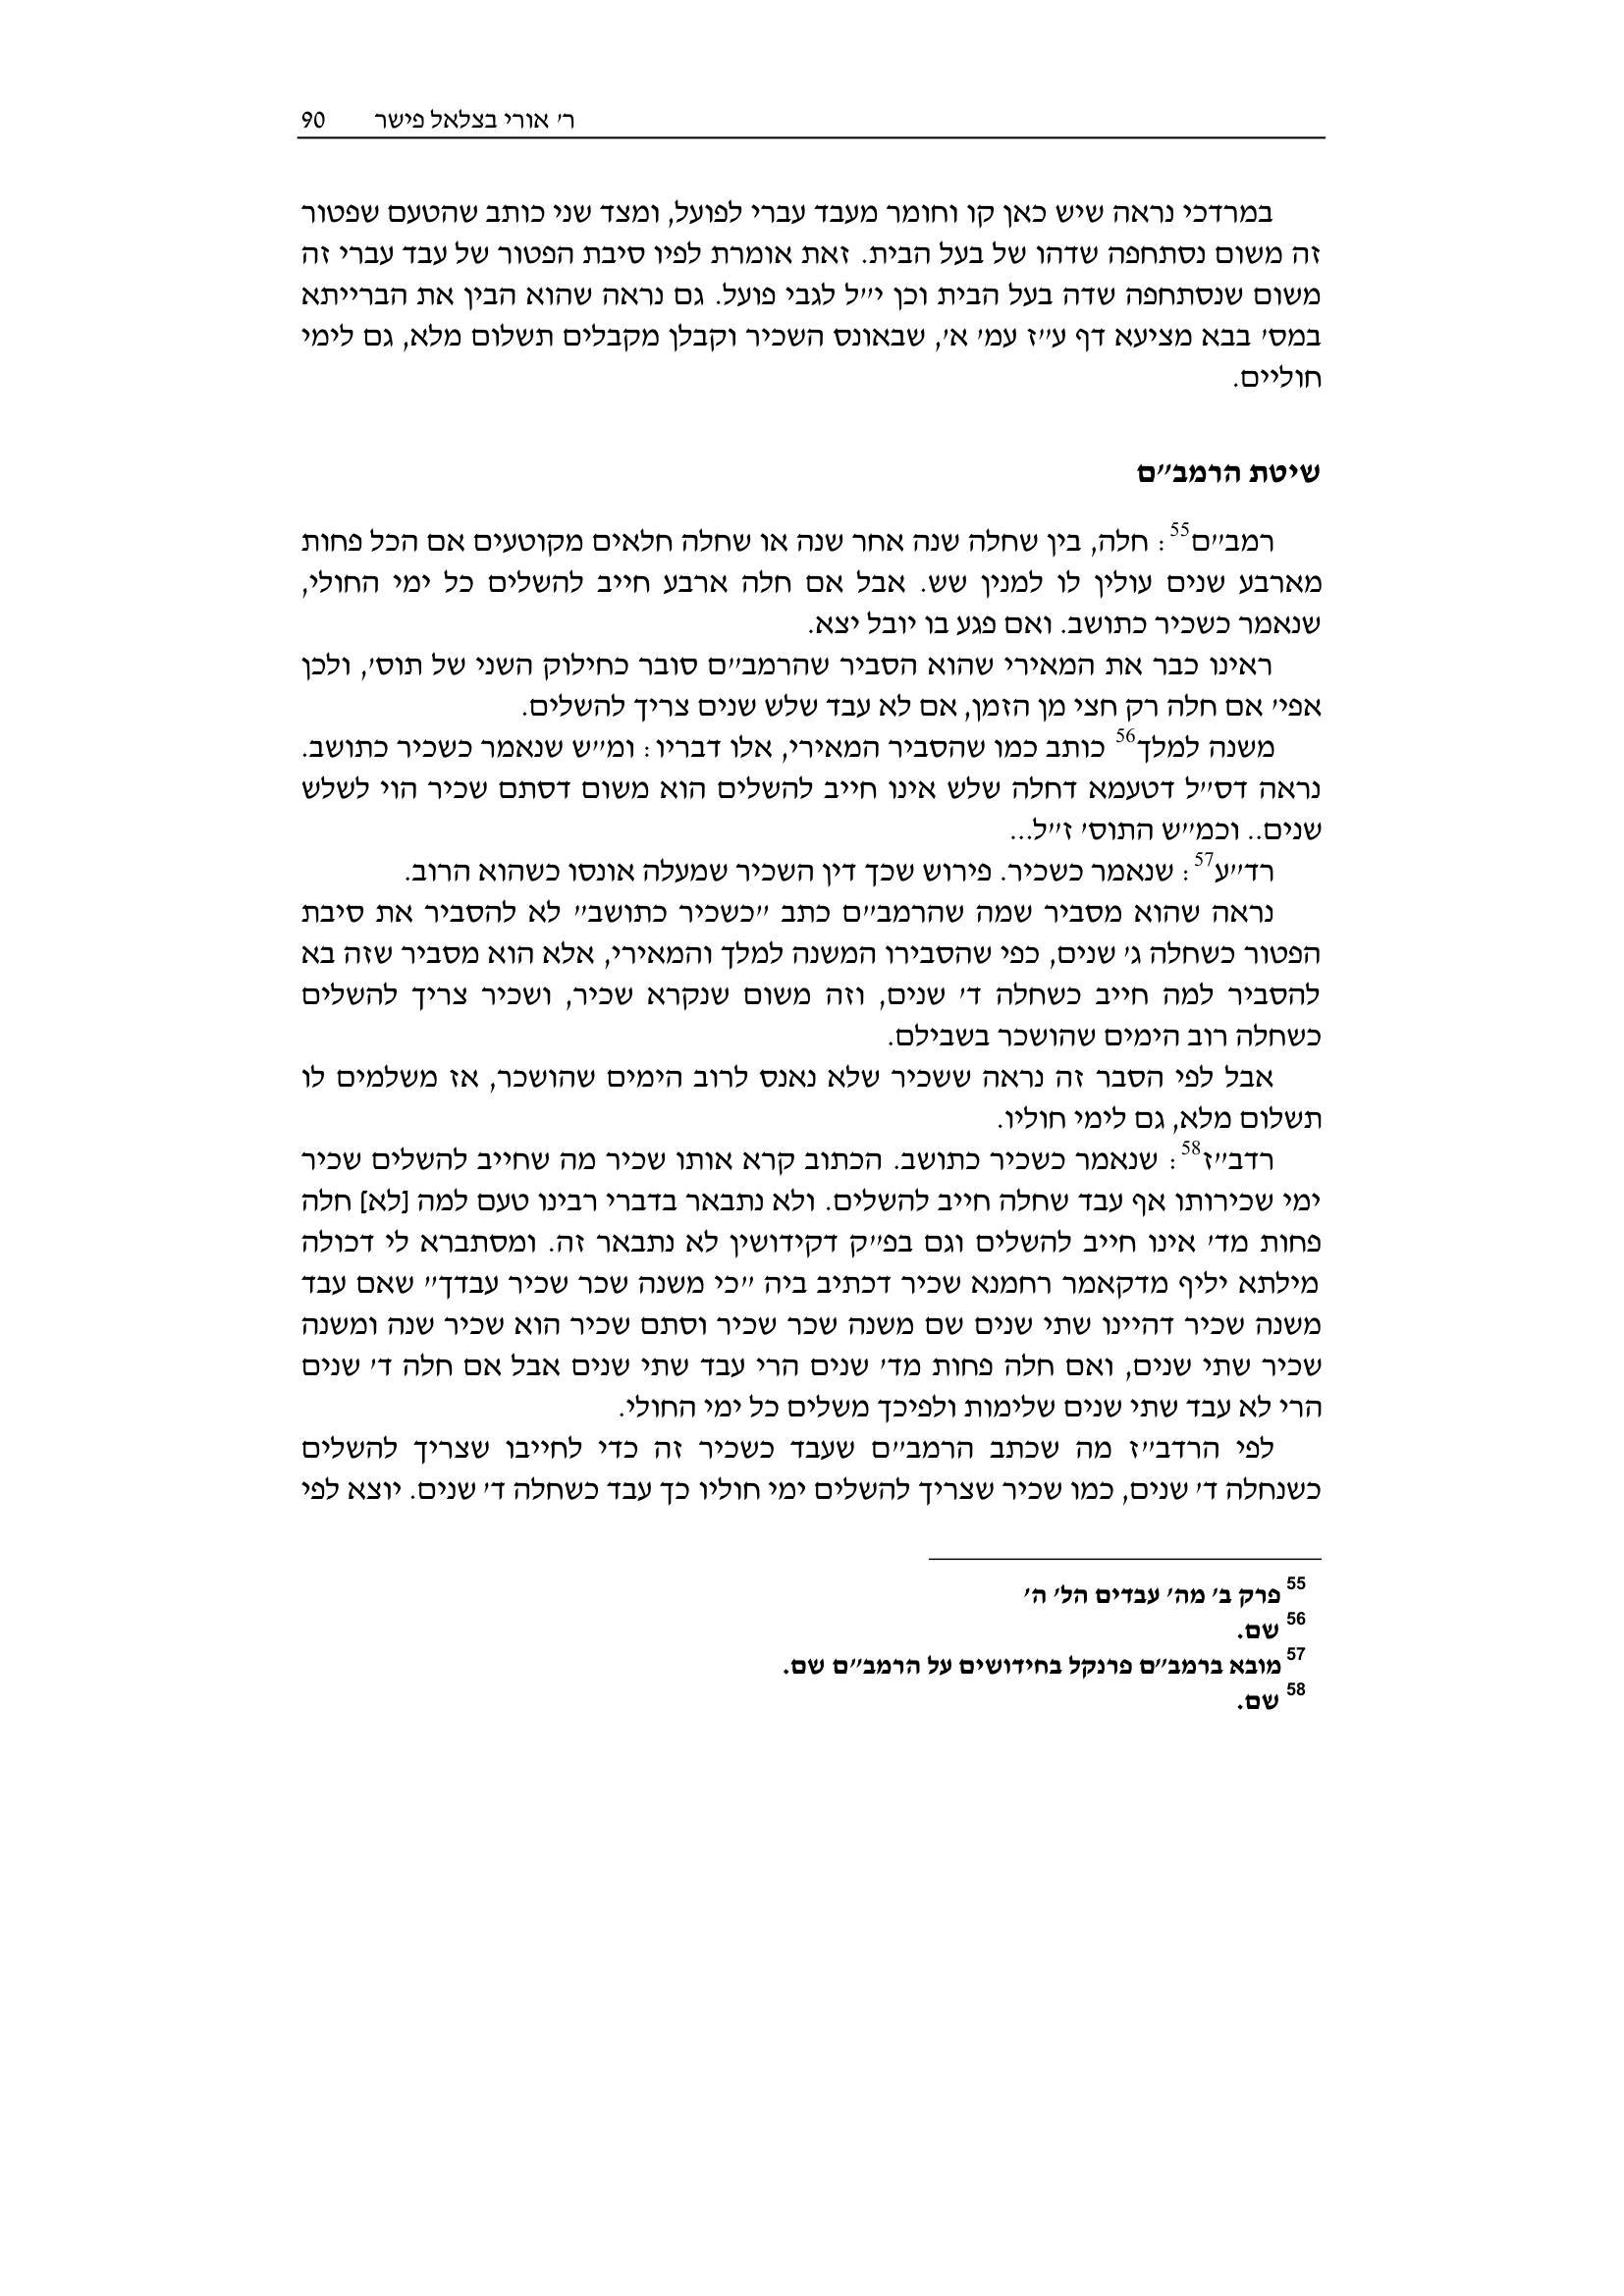 ר' אורי בצלאל פישר 90
במרדכי נראה שיש כאן קו וחומר מעבד עברי לפועל, ומצד שני כותב שהטעם שפטור
זה משום נסתחפה שדהו של בעל הבית. זאת אומרת לפיו סיבת הפטור של עבד עברי זה
משום שנסתחפה שדה בעל הבית וכן י"ל לגבי פועל. גם נראה שהוא הבין את הברייתא
במס' בבא מציעא דף ע"ז עמ' א', שבאונס השכיר וקבלן מקבלים תשלום מלא, גם לימי
חוליים.
שיטת הרמב"ם
רמב"ם55: חלה, בין שחלה שנה אחר שנה או שחלה חלאים מקוטעים אם הכל פחות
מארבע שנים עולין לו למנין שש. אבל אם חלה ארבע חייב להשלים כל ימי החולי,
שנאמר כשכיר כתושב. ואם פגע בו יובל יצא.
ראינו כבר את המאירי שהוא הסביר שהרמב"ם סובר כחילוק השני של תוס', ולכן
אפי' אם חלה רק חצי מן הזמן, אם לא עבד שלש שנים צריך להשלים.
משנה למלך56 כותב כמו שהסביר המאירי, אלו דבריו: ומ"ש שנאמר כשכיר כתושב.
נראה דס"ל דטעמא דחלה שלש אינו חייב להשלים הוא משום דסתם שכיר הוי לשלש
שנים.. וכמ"ש התוס' ז"ל...
רד"ע57: שנאמר כשכיר. פירוש שכך דין השכיר שמעלה אונסו כשהוא הרוב.
נראה שהוא מסביר שמה שהרמב"ם כתב "כשכיר כתושב" לא להסביר את סיבת
הפטור כשחלה ג' שנים, כפי שהסבירו המשנה למלך והמאירי, אלא הוא מסביר שזה בא
להסביר למה חייב כשחלה ד' שנים, וזה משום שנקרא שכיר, ושכיר צריך להשלים
כשחלה רוב הימים שהושכר בשבילם.
אבל לפי הסבר זה נראה ששכיר שלא נאנס לרוב הימים שהושכר, אז משלמים לו
תשלום מלא, גם לימי חוליו.
רדב"ז58: שנאמר כשכיר כתושב. הכתוב קרא אותו שכיר מה שחייב להשלים שכיר
ימי שכירותו אף עבד שחלה חייב להשלים. ולא נתבאר בדברי רבינו טעם למה [לא] חלה
פחות מד' אינו חייב להשלים וגם בפ"ק דקידושין לא נתבאר זה. ומסתברא לי דכולה
מילתא יליף מדקאמר רחמנא שכיר דכתיב ביה "כי משנה שכר שכיר עבדך" שאם עבד
משנה שכיר דהיינו שתי שנים שם משנה שכר שכיר וסתם שכיר הוא שכיר שנה ומשנה
שכיר שתי שנים, ואם חלה פחות מד' שנים הרי עבד שתי שנים אבל אם חלה ד' שנים
הרי לא עבד שתי שנים שלימות ולפיכך משלים כל ימי החולי.
לפי הרדב"ז מה שכתב הרמב"ם שעבד כשכיר זה כדי לחייבו שצריך להשלים
כשנחלה ד' שנים, כמו שכיר שצריך להשלים ימי חוליו כך עבד כשחלה ד' שנים. יוצא לפי
55 פרק ב' מה' עבדים הל' ה'
56 שם.
57 מובא ברמב"ם פרנקל בחידושים על הרמב"ם שם.
58 שם.